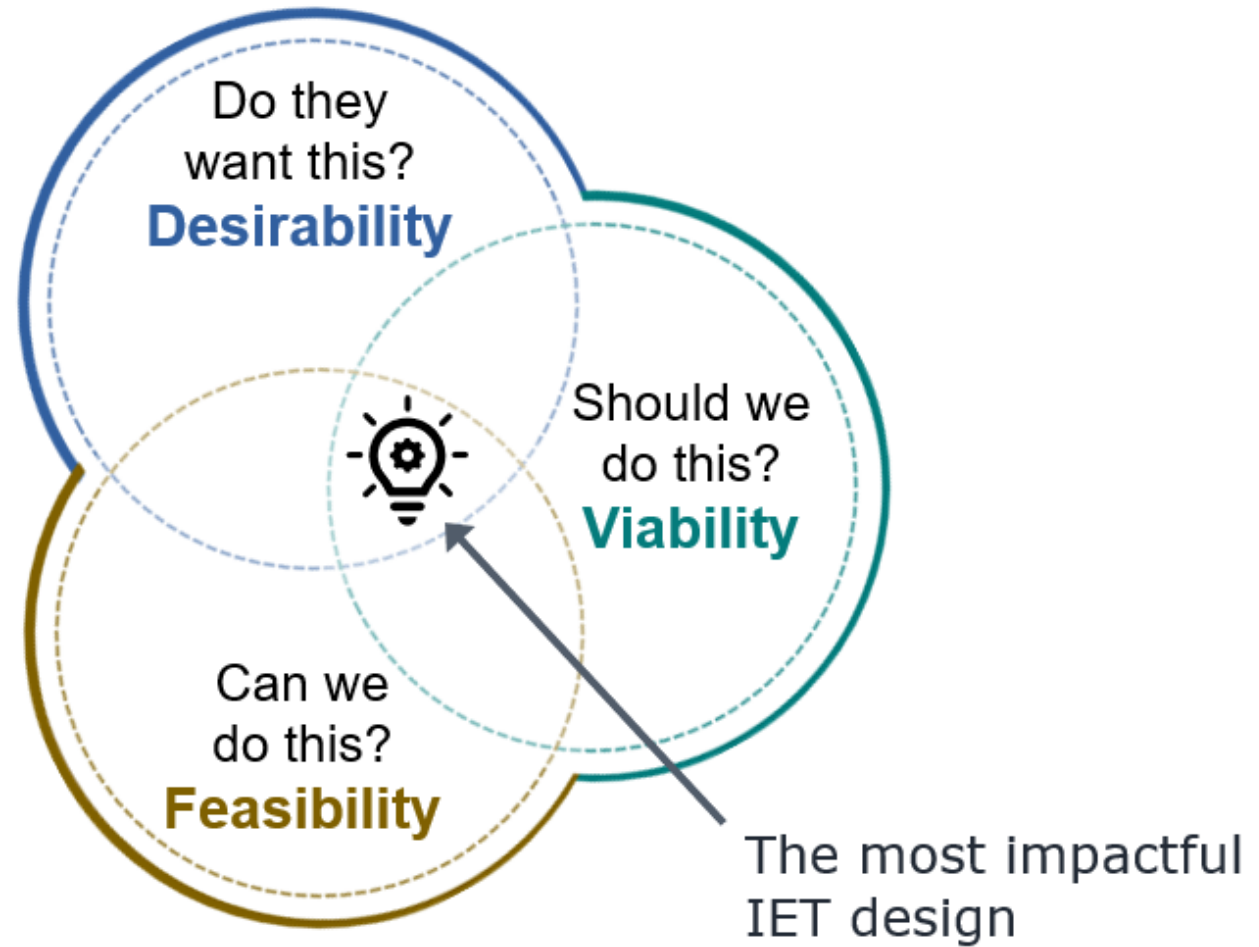 Do they
want this?
Desirability
Should we
do this?
Viability
Can we
do this?
Feasibility
The most impactful
IET design